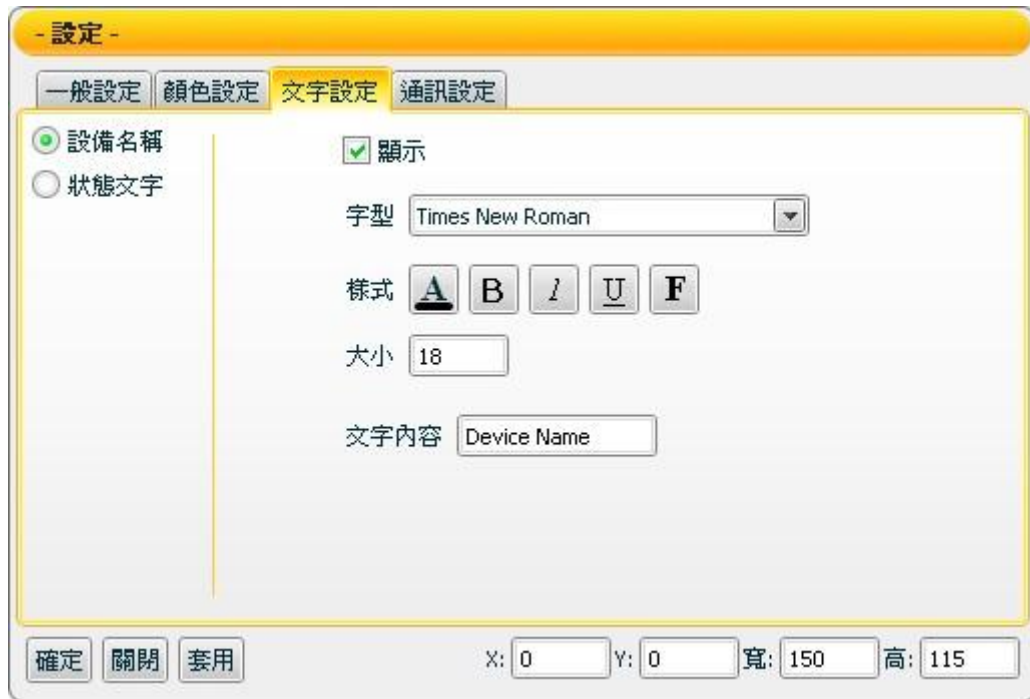 - 設定 -
一般設定 顏色設定 文字設定 通訊設定
設備名稱
狀態文字
顯示
字型 Times New Roman
樣式 A B I U F
大小 18
文字內容 Device Name
確定 關閉 套用 X: 0 Y: 0 寬: 150 高: 115